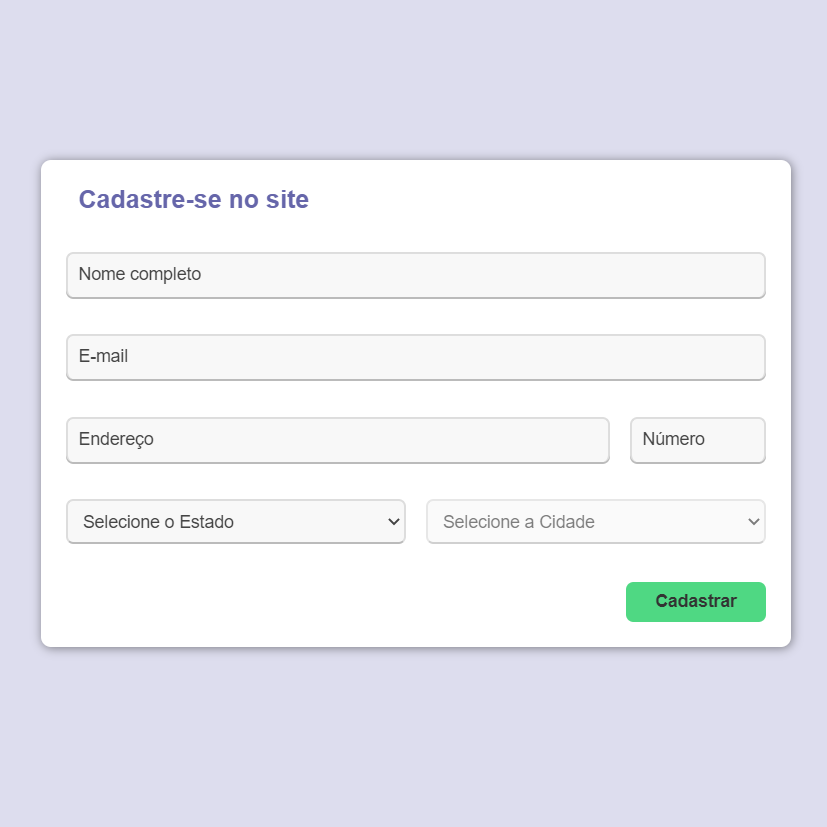 Cadastre-se no site
Nome completo
E-mail
Endereço
Número
Selecione o Estado
Selecione a Cidade
Cadastrar